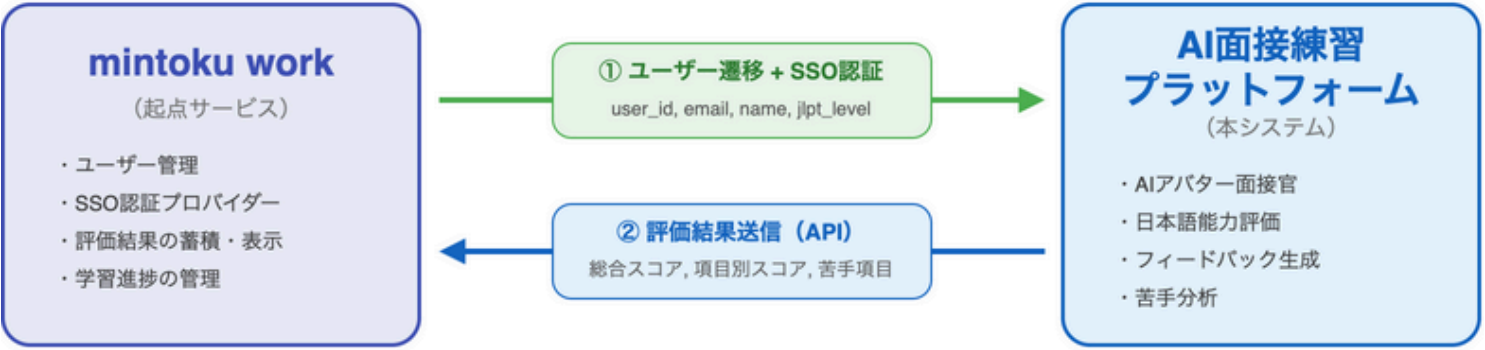 mintoku work
（起点サービス）
・ユーザー管理
・SSO認証プロバイダー
・評価結果の蓄積・表示
・学習進捗の管理
① ユーザー遷移 + SSO認証
user_id, email, name, jlpt_level
② 評価結果送信（API）
総合スコア, 項目別スコア, 苦手項目
AI面接練習
プラットフォーム
（本システム）
・AIアバター面接官
・日本語能力評価
・フィードバック生成
・苦手分析